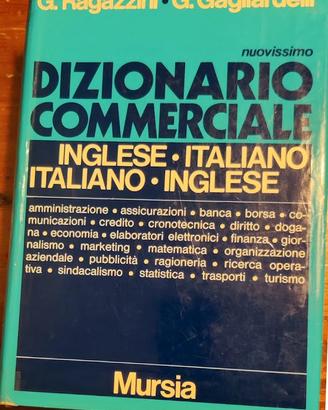 G. Ragazzini • G. Gagliardelli
nuovissimo
DIZIONARIO
COMMERCIALE
INGLESE • ITALIANO
ITALIANO • INGLESE
amministrazione • assicurazioni • banca • borsa • co-
municazioni • credito • cronotecnica • diritto • doga-
na • economia • elaboratori elettronici • finanza • gior-
nalismo • marketing • matematica • organizzazione
aziendale • pubblicità • ragioneria • ricerca opera-
tiva • sindacalismo • statistica • trasporti • turismo
Mursia